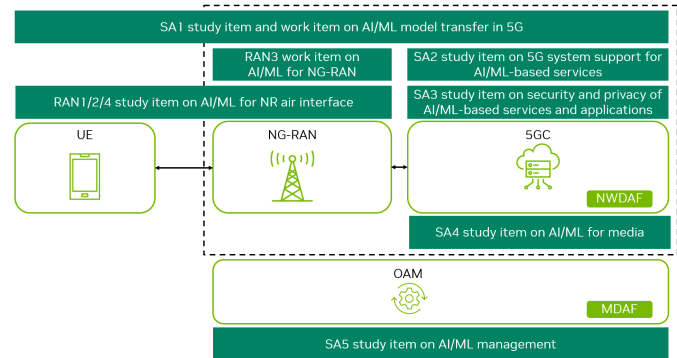 SA1 study item and work item on AI/ML model transfer in 5G
RAN3 work item on
AI/ML for NG-RAN
SA2 study item on 5G system support for
AI/ML-based services
RAN1/2/4 study item on AI/ML for NR air interface
SA3 study item on security and privacy of
AI/ML-based services and applications
UE
NG-RAN
5GC
NWDAF
SA4 study item on AI/ML for media
OAM
MDAF
SA5 study item on AI/ML management